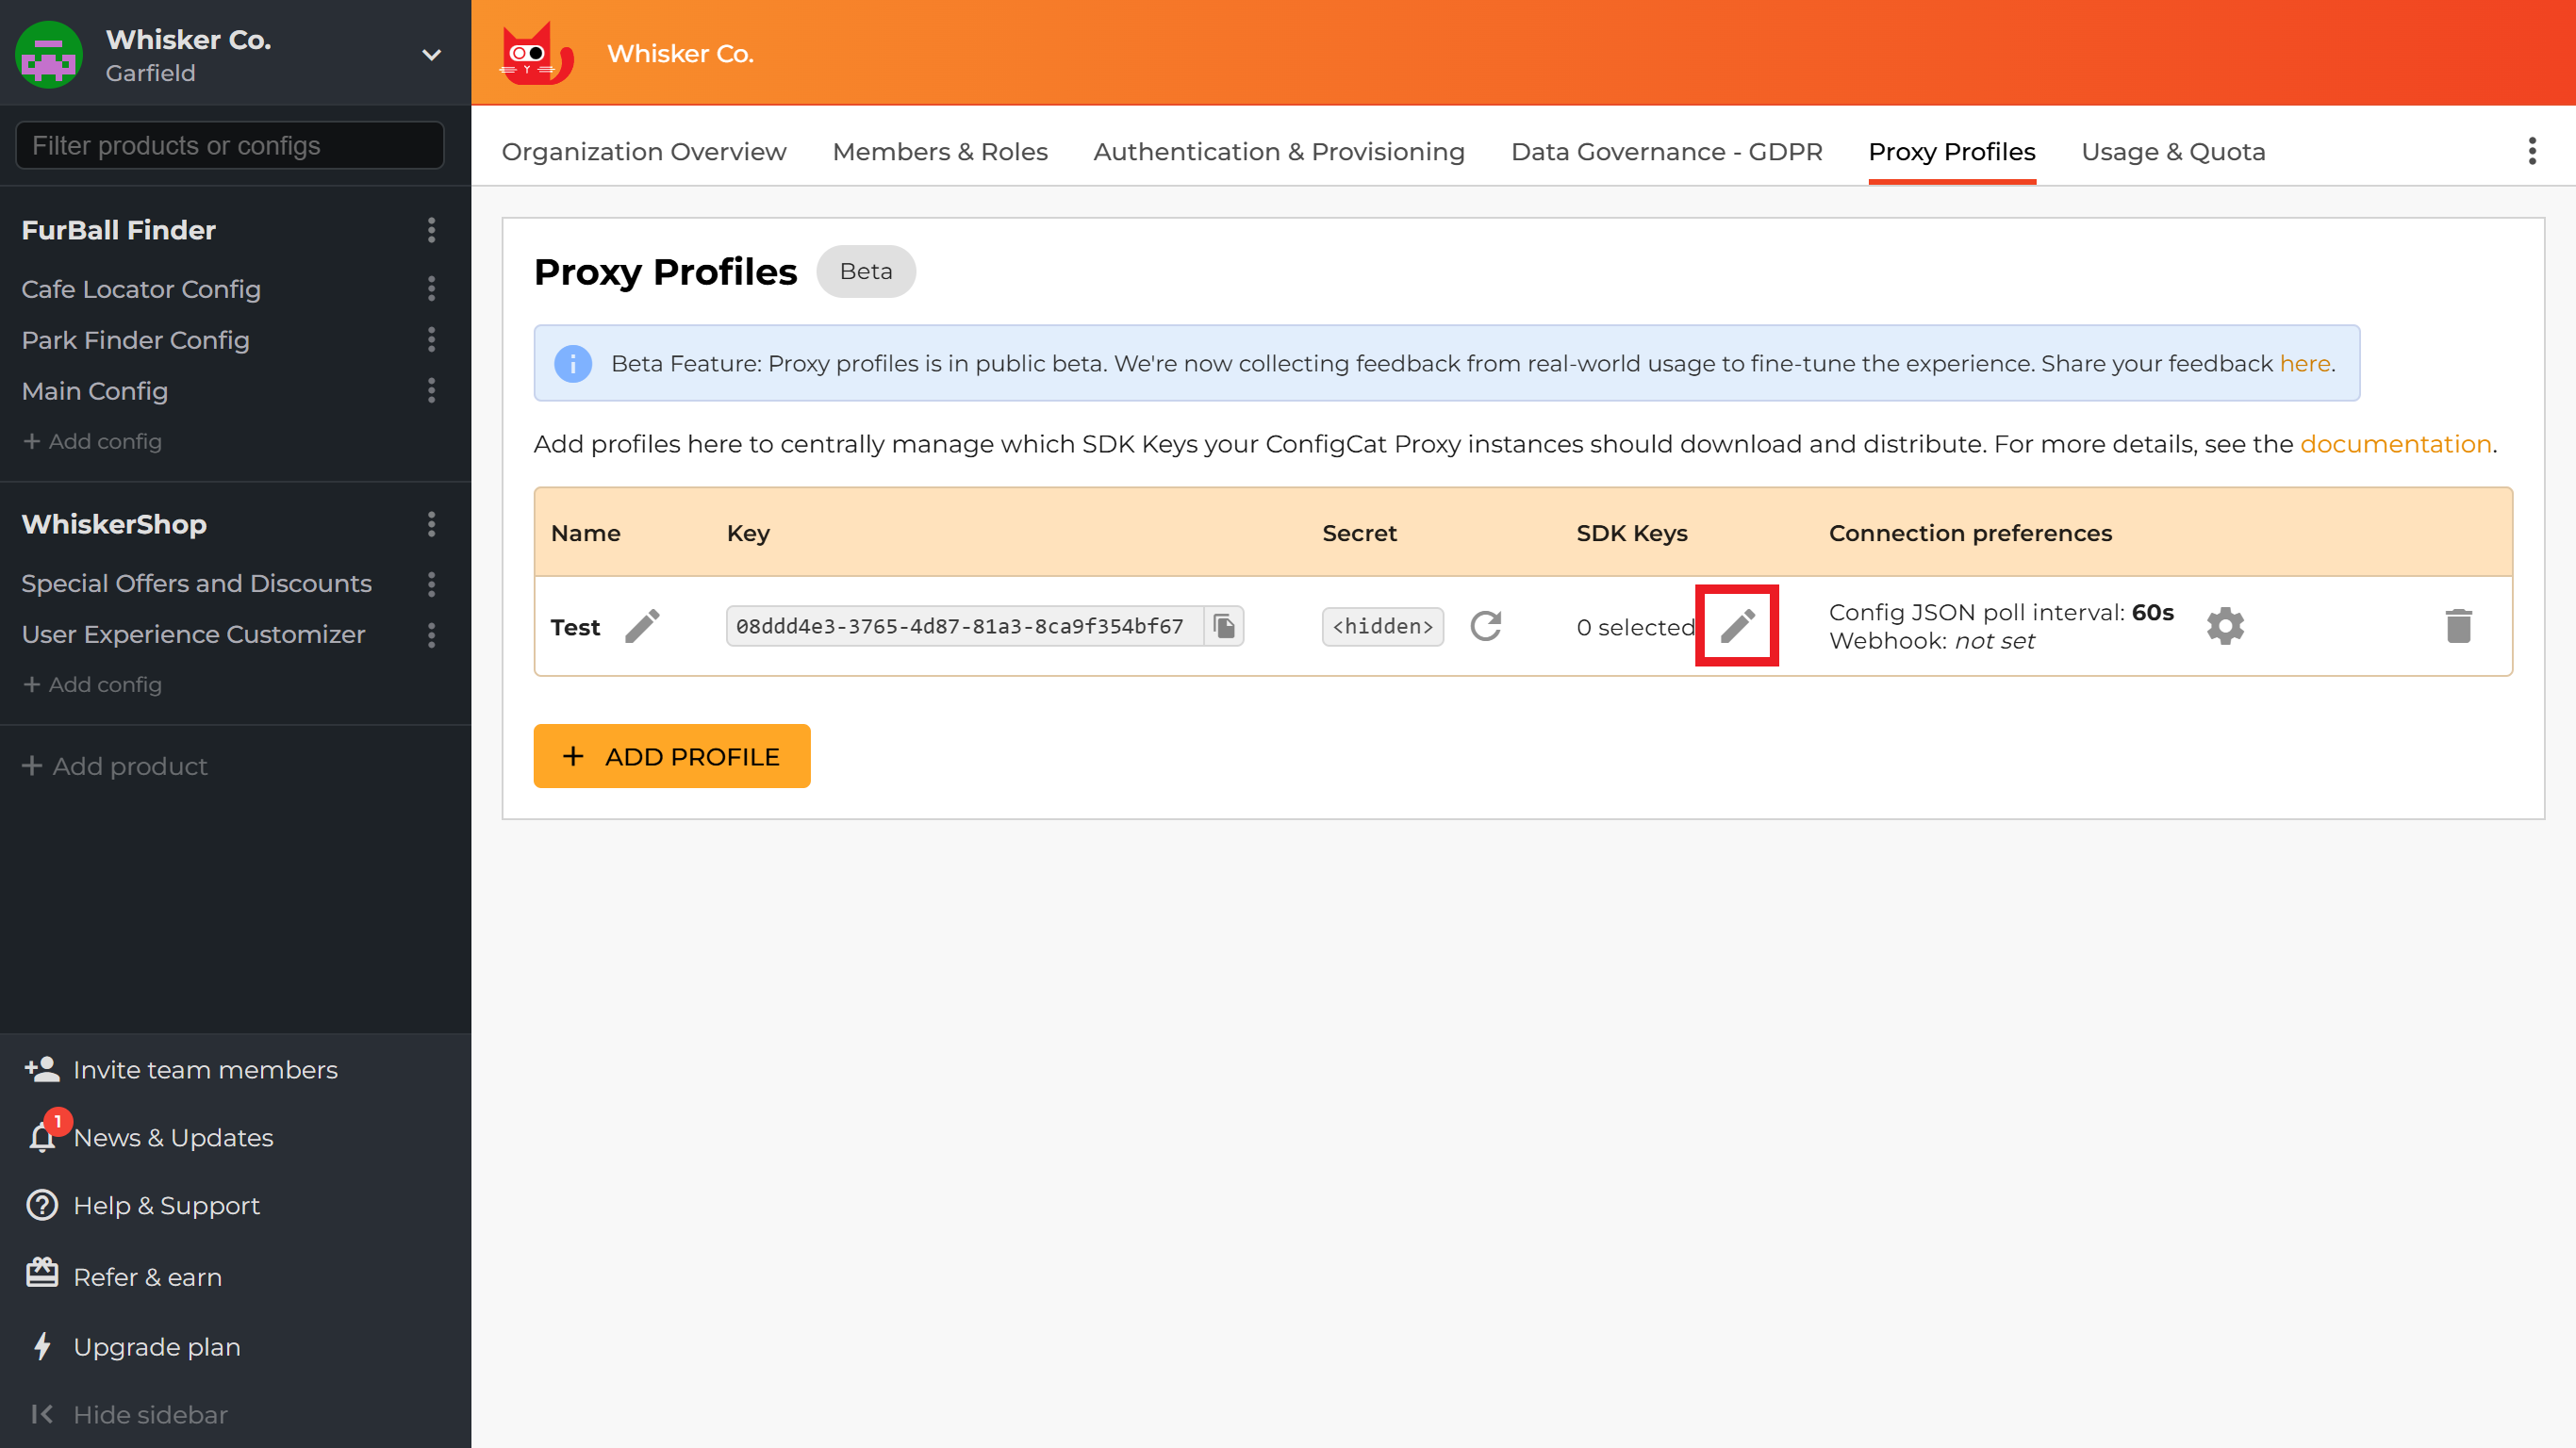 Whisker Co.
Garfield
Filter products or configs
FurBall Finder
Cafe Locator Config
Park Finder Config
Main Config
+ Add config
WhiskerShop
Special Offers and Discounts
User Experience Customizer
+ Add config
+ Add product
Invite team members
1
News & Updates
Help & Support
Refer & earn
Upgrade plan
Hide sidebar
Whisker Co.
Organization Overview Members & Roles Authentication & Provisioning Data Governance - GDPR Proxy Profiles Usage & Quota
Proxy Profiles Beta
Beta Feature: Proxy profiles is in public beta. We're now collecting feedback from real-world usage to fine-tune the experience. Share your feedback here.
Add profiles here to centrally manage which SDK Keys your ConfigCat Proxy instances should download and distribute. For more details, see the documentation.
Name Key Secret SDK Keys Connection preferences
Test 08ddd4e3-3765-4d87-81a3-8ca9f354bf67 <hidden> 0 selected Config JSON poll interval: 60s
Webhook: not set
+ ADD PROFILE